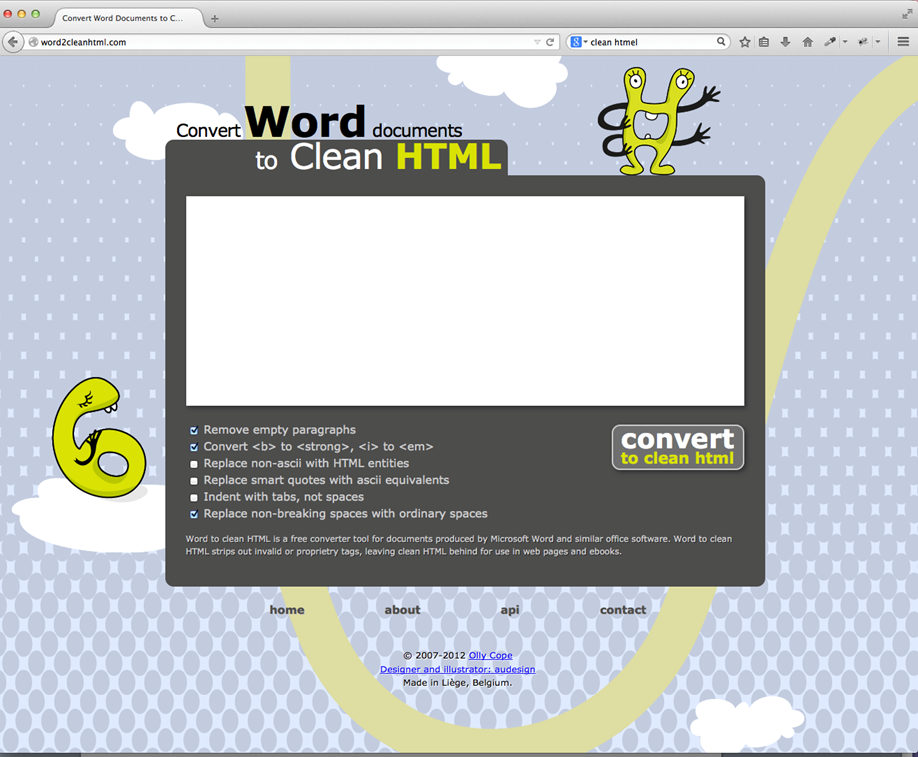 Convert Word Documents to C...
word2cleanhtml.com
clean htmel
Convert Word documents
to Clean HTML
Remove empty paragraphs
Convert <b> to <strong>, <i> to <em>
Replace non-ascii with HTML entities
Replace smart quotes with ascii equivalents
Indent with tabs, not spaces
Replace non-breaking spaces with ordinary spaces
convert
to clean html
Word to clean HTML is a free converter tool for documents produced by Microsoft Word and similar office software. Word to clean
HTML strips out invalid or proprietry tags, leaving clean HTML behind for use in web pages and ebooks.
home about api contact
© 2007-2012 Olly Cope
Designer and illustrator: audesign
Made in Liège, Belgium.